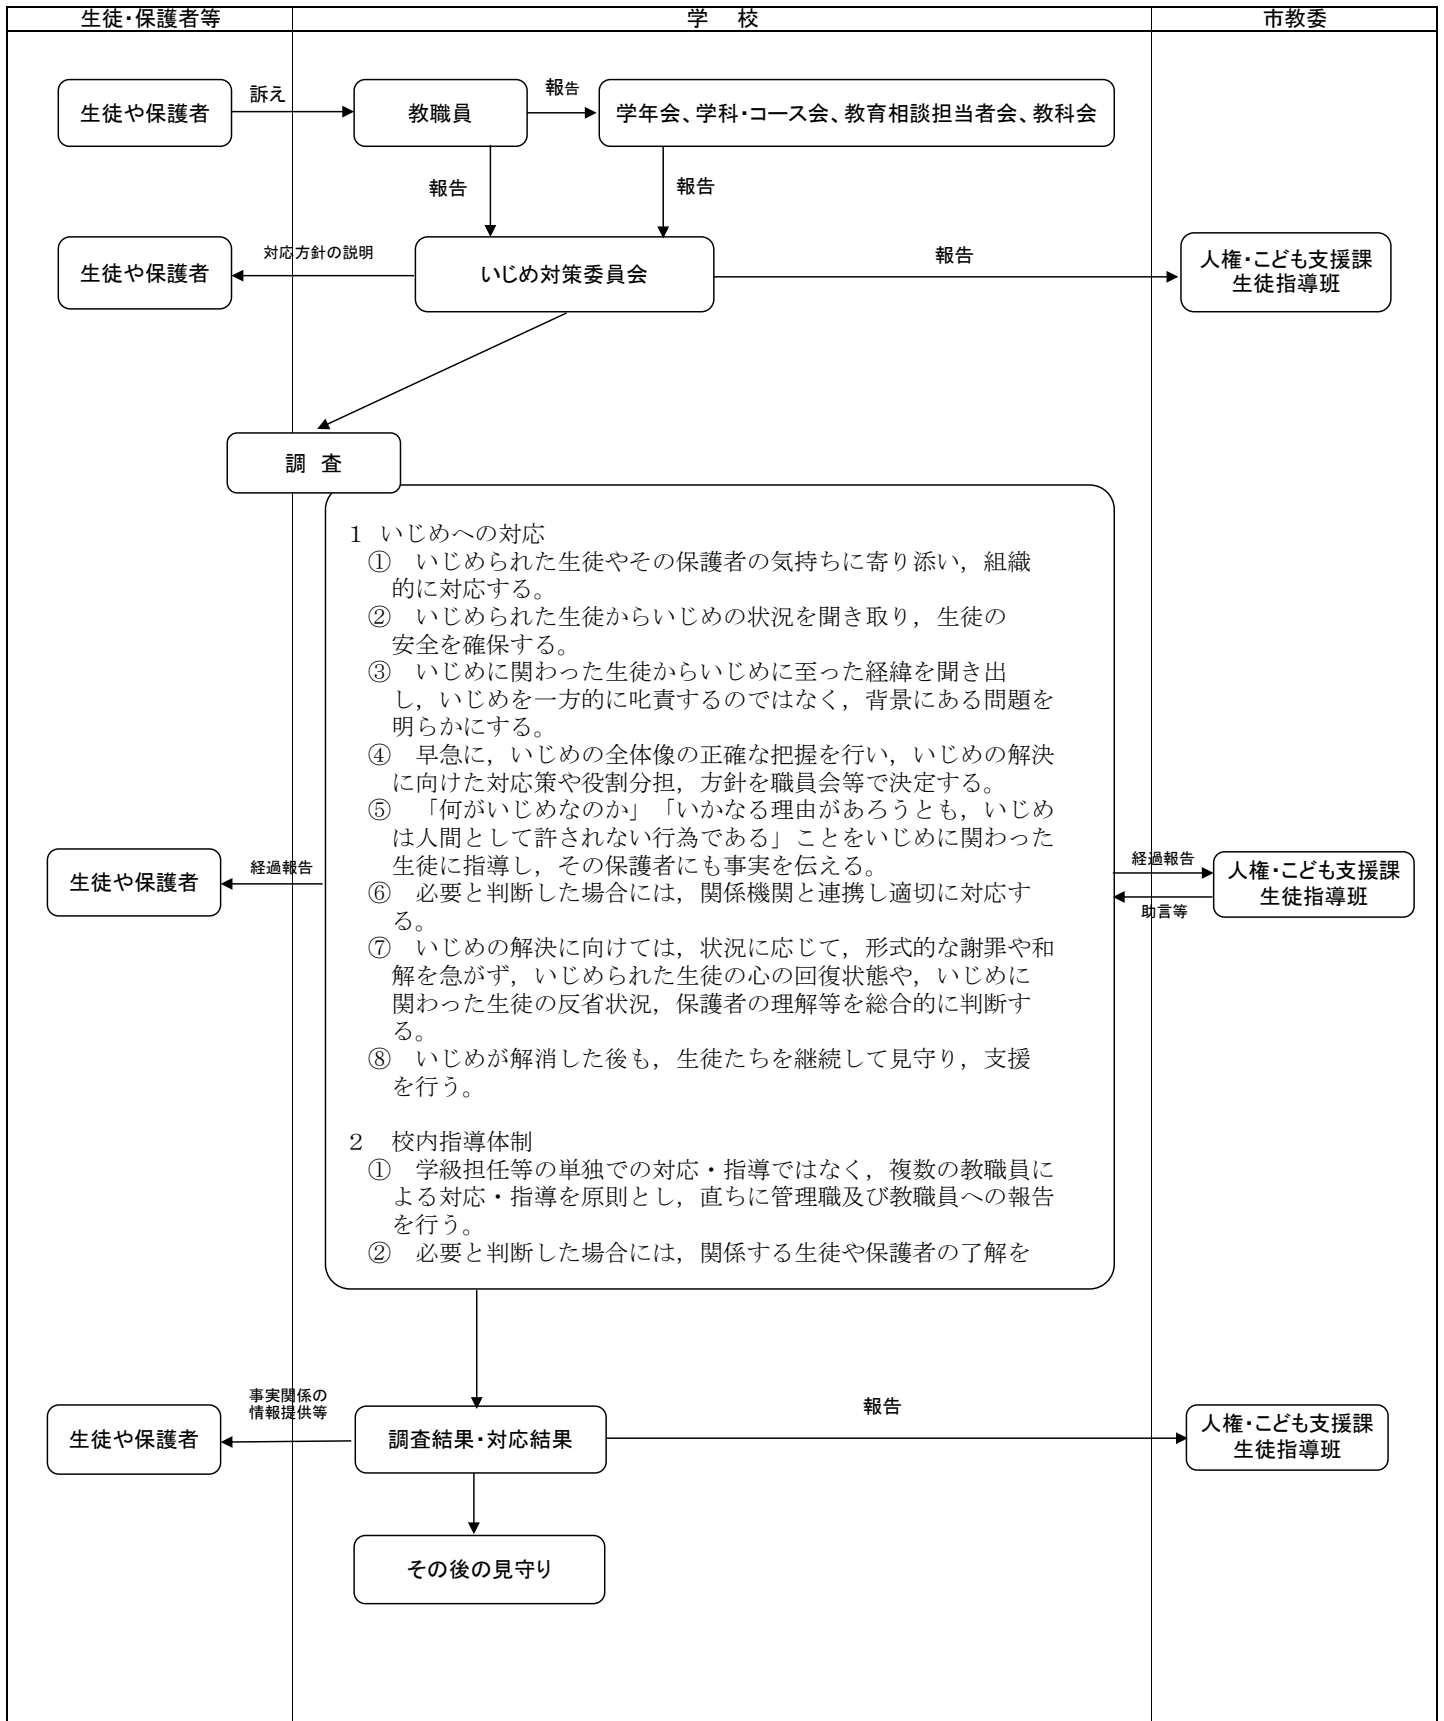 生徒・保護者等
学　校
市教委
生徒や保護者
訴え
教職員
報告
学年会、学科・コース会、教育相談担当者会、教科会
報告
報告
生徒や保護者
対応方針の説明
いじめ対策委員会
報告
人権・こども支援課
生徒指導班
調 査
１ いじめへの対応
①　いじめられた生徒やその保護者の気持ちに寄り添い，組織
的に対応する。
②　いじめられた生徒からいじめの状況を聞き取り，生徒の
安全を確保する。
③　いじめに関わった生徒からいじめに至った経緯を聞き出
し，いじめを一方的に叱責するのではなく，背景にある問題を
明らかにする。
④　早急に，いじめの全体像の正確な把握を行い，いじめの解決
に向けた対応策や役割分担，方針を職員会等で決定する。
⑤　「何がいじめなのか」「いかなる理由があろうとも，いじめ
は人間として許されない行為である」ことをいじめに関わった
生徒に指導し，その保護者にも事実を伝える。
⑥　必要と判断した場合には，関係機関と連携し適切に対応す
る。
⑦　いじめの解決に向けては，状況に応じて，形式的な謝罪や和
解を急がず，いじめられた生徒の心の回復状態や，いじめに
関わった生徒の反省状況，保護者の理解等を総合的に判断す
る。
⑧　いじめが解消した後も，生徒たちを継続して見守り，支援
を行う。
２　校内指導体制
①　学級担任等の単独での対応・指導ではなく，複数の教職員に
よる対応・指導を原則とし，直ちに管理職及び教職員への報告
を行う。
②　必要と判断した場合には，関係する生徒や保護者の了解を
生徒や保護者
経過報告
経過報告
助言等
人権・こども支援課
生徒指導班
生徒や保護者
事実関係の
情報提供等
調査結果・対応結果
報告
人権・こども支援課
生徒指導班
その後の見守り